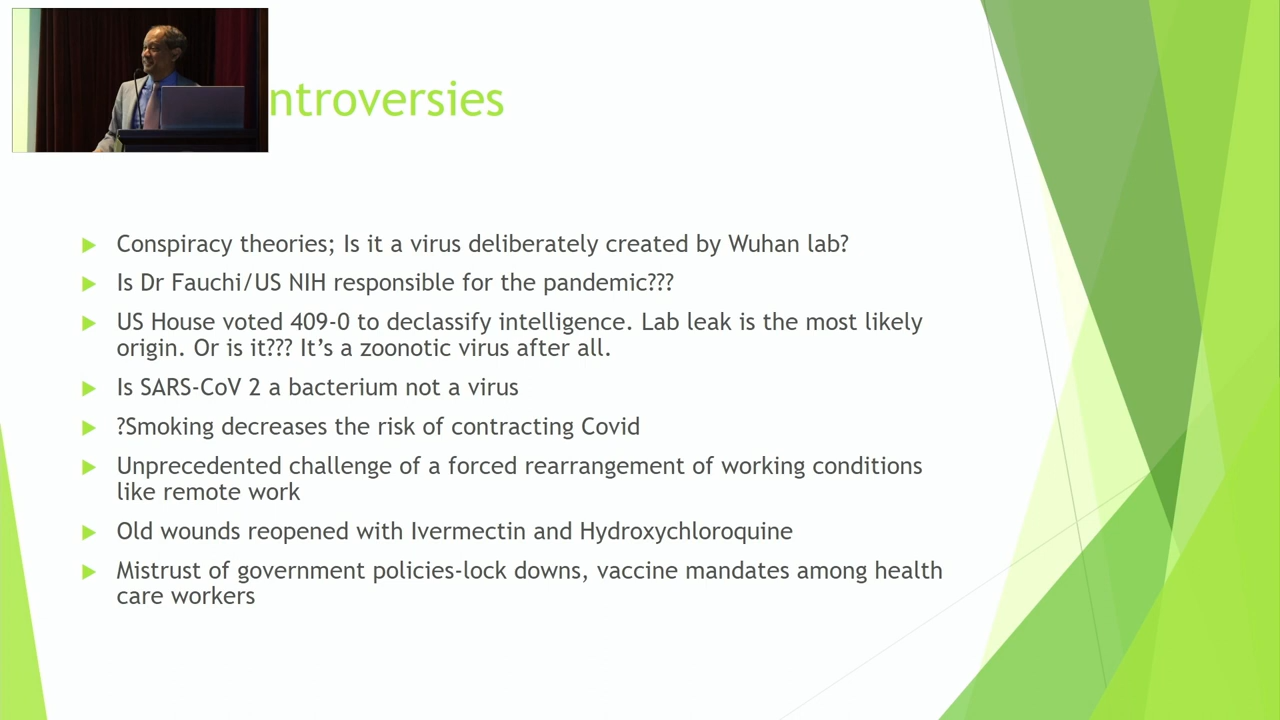 ntroversies
Conspiracy theories; Is it a virus deliberately created by Wuhan lab?
Is Dr Fauchi/US NIH responsible for the pandemic???
US House voted 409-0 to declassify intelligence. Lab leak is the most likely
origin. Or is it??? It’s a zoonotic virus after all.
Is SARS-CoV 2 a bacterium not a virus
?Smoking decreases the risk of contracting Covid
Unprecedented challenge of a forced rearrangement of working conditions
like remote work
Old wounds reopened with Ivermectin and Hydroxychloroquine
Mistrust of government policies-lock downs, vaccine mandates among health
care workers